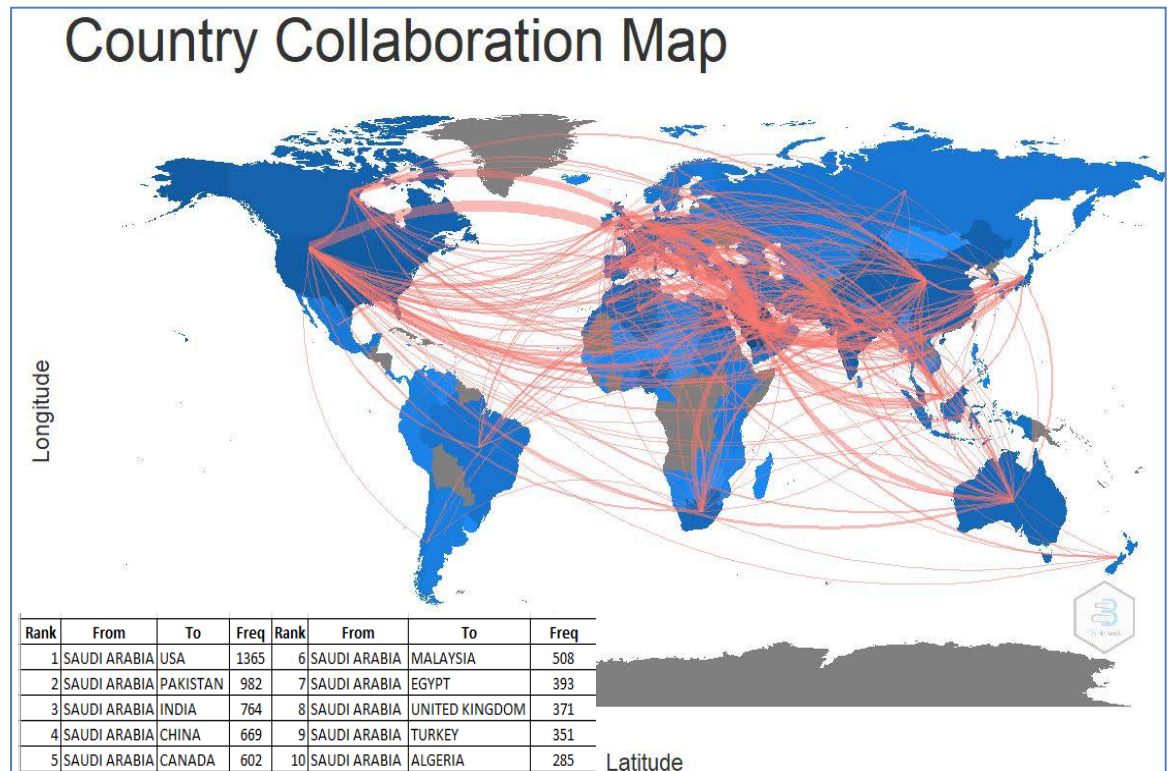 Country Collaboration Map
Longitude
Rank From To Freq Rank From To Freq
1 SAUDI ARABIA USA 1365 6 SAUDI ARABIA MALAYSIA 508
2 SAUDI ARABIA PAKISTAN 982 7 SAUDI ARABIA EGYPT 393
3 SAUDI ARABIA INDIA 764 8 SAUDI ARABIA UNITED KINGDOM 371
4 SAUDI ARABIA CHINA 669 9 SAUDI ARABIA TURKEY 351
5 SAUDI ARABIA CANADA 602 10 SAUDI ARABIA ALGERIA 285
Latitude